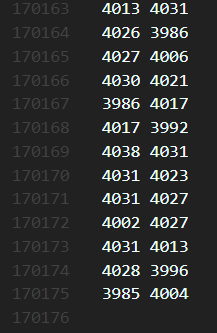 170163 4013 4031
170164 4026 3986
170165 4027 4006
170166 4030 4021
170167 3986 4017
170168 4017 3992
170169 4038 4031
170170 4031 4023
170171 4031 4027
170172 4002 4027
170173 4031 4013
170174 4028 3996
170175 3985 4004
170176